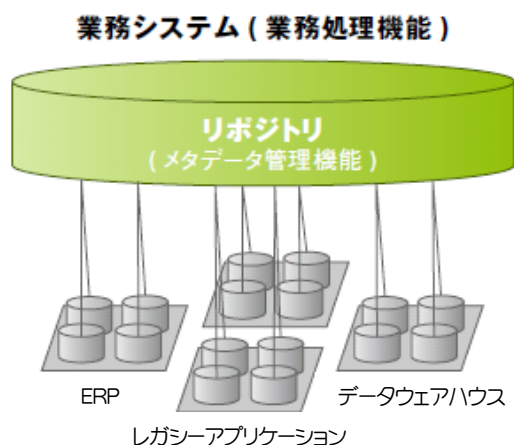 業務システム ( 業務処理機能 )
リポジトリ
( メタデータ管理機能 )
ERP
データウェアハウス
レガシーアプリケーション